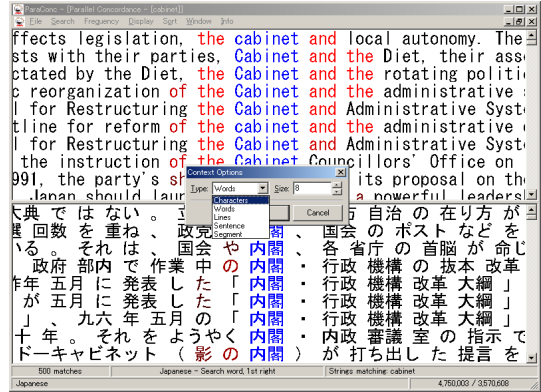 ParaConc - [Parallel Concordance - [cabinet]]
File Search Frequency Display Sort Window Info
ffects legislation, the cabinet and local autonomy. The
sts with their parties, Cabinet and the Diet, their asso
ctated by the Diet, the Cabinet and the rotating politi
c reorganization of the Cabinet and the administrative
l for Restructuring the Cabinet and Administrative Syst
tline for reform of the Cabinet and the administrative
l for Restructuring the Cabinet and Administrative Syst
the instruction of the Cabinet Councillors' Office on
991, the party's its proposal on the
Japan should a powerful leaders
Context Options
Type: Words Size: 8
Characters
Words
Lines
Sentence
Segment
Cancel
大典 で は ない 。 自治 の 在り方 が
選 回数 を 重ね 、 政党 内閣 、 国会 の ポスト など を
いる 。 それ は 、 国会 や 内閣 、 各 省庁 の 首脳 が 命じ
政府 部内 で 作業 中 の 内閣 ・ 行政 機構 の 抜本 改革
昨年 五月 に 発表 し た 「 内閣 ・ 行政 機構 改革 大綱 」
が 五月 に 発表 し た 「 内閣 ・ 行政 機構 改革 大綱 」
」 、 九六 年 五月 の 「 内閣 ・ 行政 機構 改革 大綱 」
十 年 。 それ を ようやく 内閣 ・ 内政 審議 室 の 指示 で
ドーキャビネット （ 影 の 内閣 ） が 打ち出し た 提言 を
500 matches Japanese - Search word, 1st right Strings matching: cabinet
Japanese 4,750,003 / 3,570,608